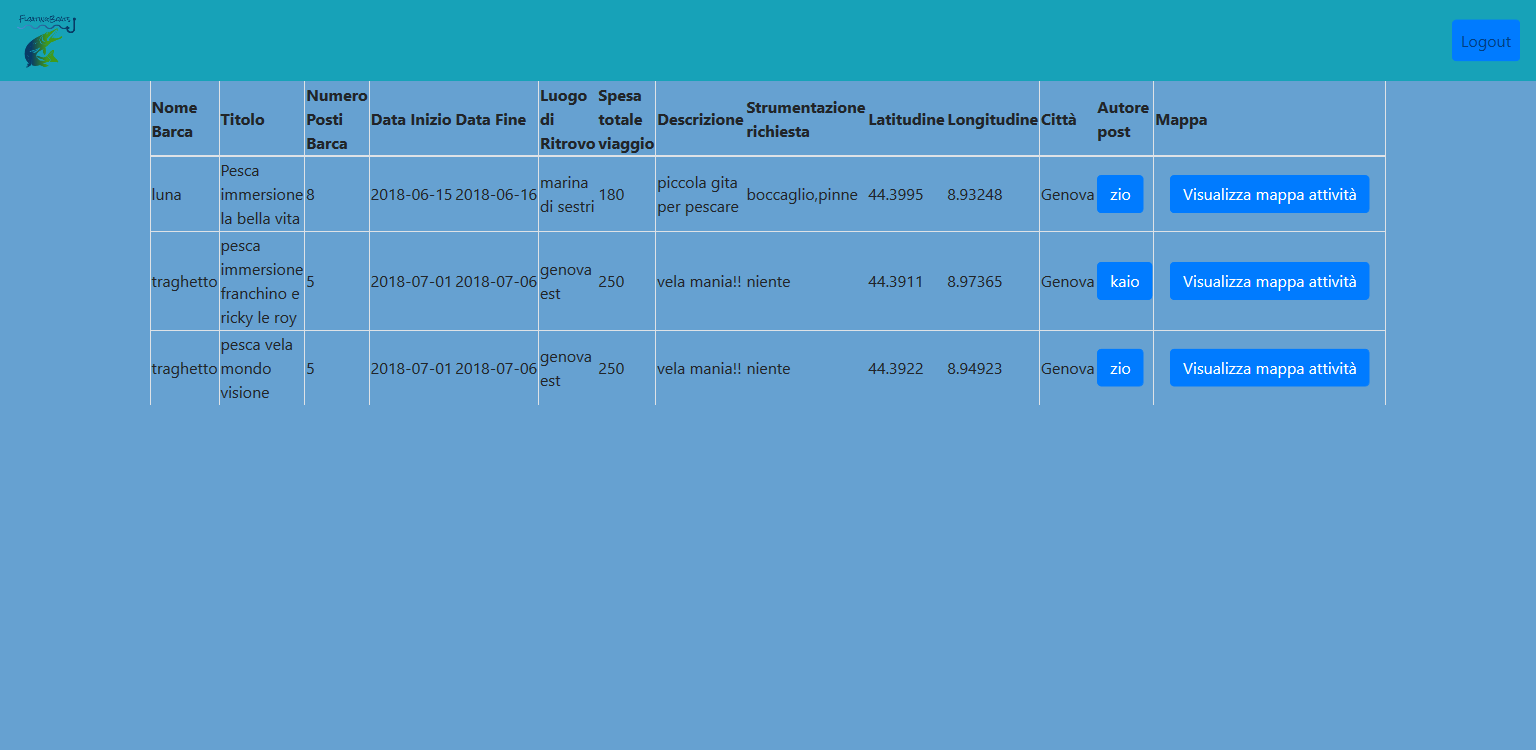 FloatingBoats
Logout
Nome Barca Titolo Numero Posti Barca Data Inizio Data Fine Luogo di Ritrovo Spesa totale viaggio Descrizione Strumentazione richiesta Latitudine Longitudine Città Autore post Mappa
luna Pesca immersione la bella vita 8 2018-06-15 2018-06-16 marina di sestri 180 piccola gita per pescare boccaglio,pinne 44.3995 8.93248 Genova zio Visualizza mappa attività
traghetto pesca immersione franchino e ricky le roy 5 2018-07-01 2018-07-06 genova est 250 vela mania!! niente 44.3911 8.97365 Genova kaio Visualizza mappa attività
traghetto pesca vela mondo visione 5 2018-07-01 2018-07-06 genova est 250 vela mania!! niente 44.3922 8.94923 Genova zio Visualizza mappa attività